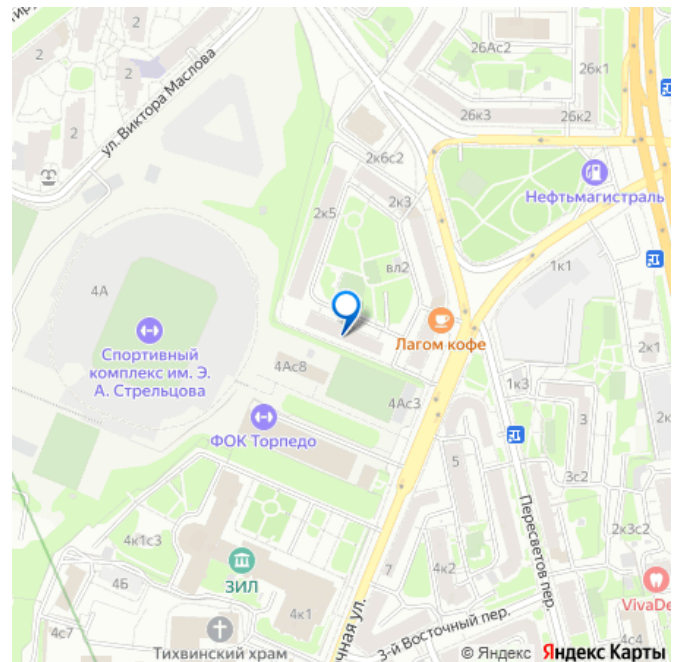 2
2
2
2
2
ул. Виктора Маслова
26Ас2
26к1
26к3
26к2
2к6с2
Нефтьмагистраль
2к3
2к5
вл2
1к1
4А
Лагом кофе
2к1
Спортивный
комплекс им. Э.
А. Стрельцова
4Ас8
1к3
4Ас3
3
ФОК Торпедо
5
3с2
Пересветов пер.
2к3с2
4к1с3
7
4к2
4Б
ЗИЛ
4к1
3-й Восточный пер.
4с7
Тихвинский храм
чная ул.
4с4
© Яндекс Яндекс Карты